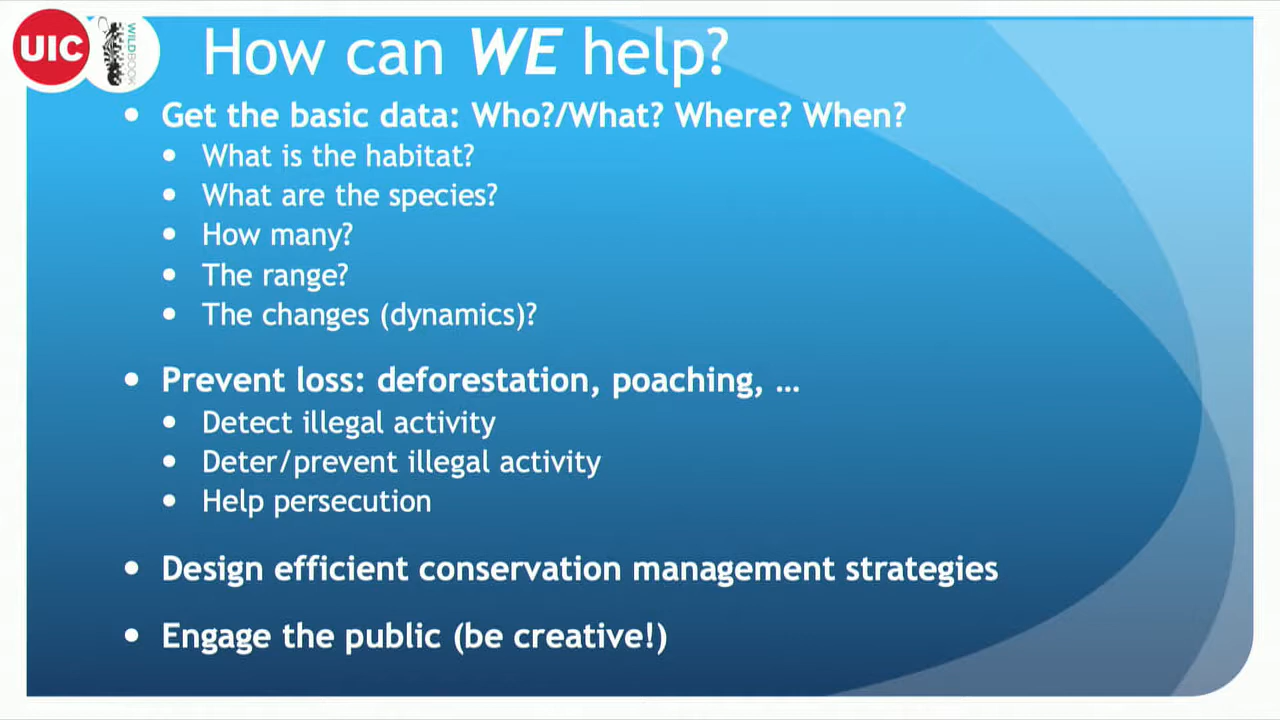 UIC
WILDBOOK
How can WE help?
Get the basic data: Who?/What? Where? When?
What is the habitat?
What are the species?
How many?
The range?
The changes (dynamics)?
Prevent loss: deforestation, poaching, ...
Detect illegal activity
Deter/prevent illegal activity
Help persecution
Design efficient conservation management strategies
Engage the public (be creative!)